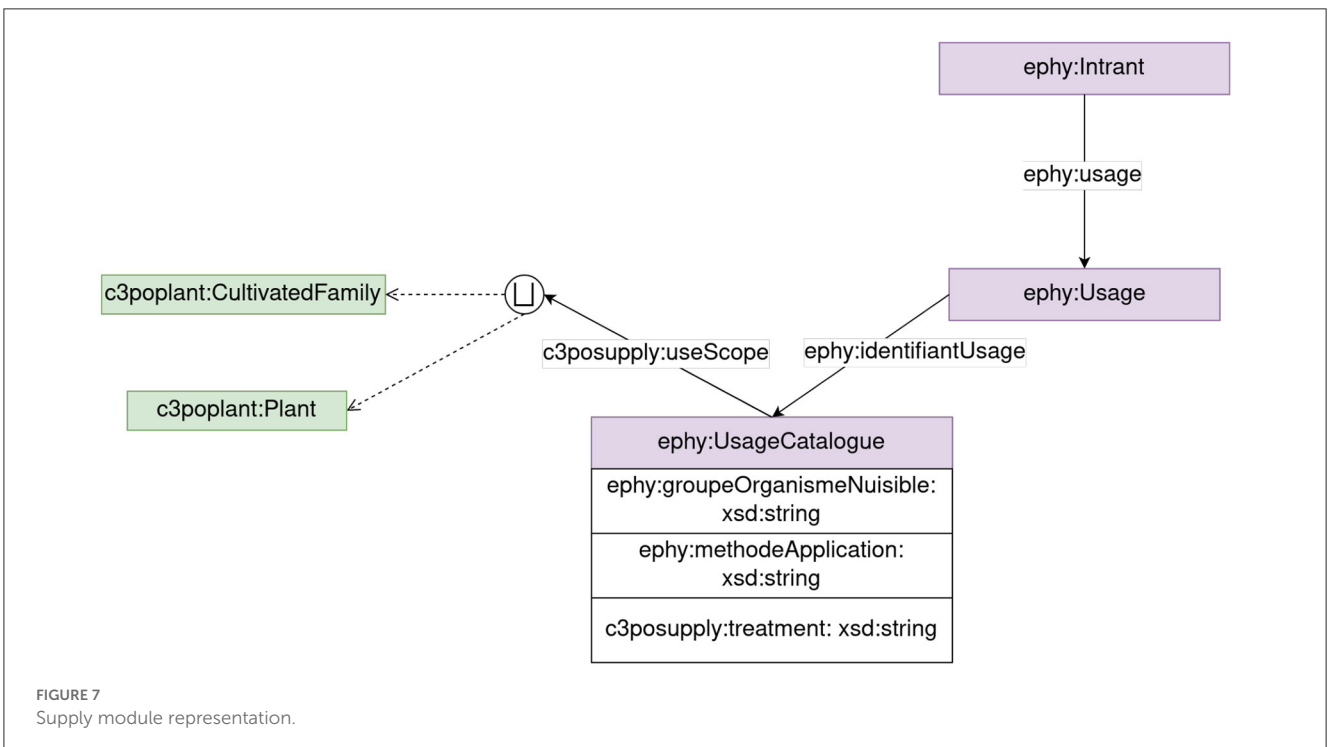 ephy:Intrant
ephy:usage
c3poplant:CultivatedFamily
⨆
ephy:Usage
c3posupply:useScope
ephy:identifiantUsage
c3poplant:Plant
ephy:UsageCatalogue
ephy:groupeOrganismeNuisible:
xsd:string
ephy:methodeApplication:
xsd:string
c3posupply:treatment: xsd:string
FIGURE 7
Supply module representation.